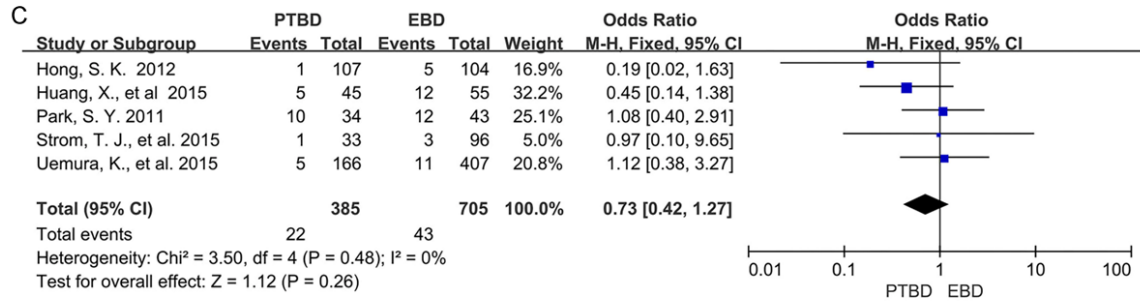 C
PTBD EBD Odds Ratio Odds Ratio
Study or Subgroup Events Total Events Total Weight M-H, Fixed, 95% CI M-H, Fixed, 95% CI
Hong, S. K. 2012 1 107 5 104 16.9% 0.19 [0.02, 1.63]
Huang, X., et al 2015 5 45 12 55 32.2% 0.45 [0.14, 1.38]
Park, S. Y. 2011 10 34 12 43 25.1% 1.08 [0.40, 2.91]
Strom, T. J., et al. 2015 1 33 3 96 5.0% 0.97 [0.10, 9.65]
Uemura, K., et al. 2015 5 166 11 407 20.8% 1.12 [0.38, 3.27]
Total (95% CI) 385 705 100.0% 0.73 [0.42, 1.27]
Total events 22 43
Heterogeneity: Chi² = 3.50, df = 4 (P = 0.48); I² = 0%
Test for overall effect: Z = 1.12 (P = 0.26)
0.01 0.1 1 10 100
PTBD EBD